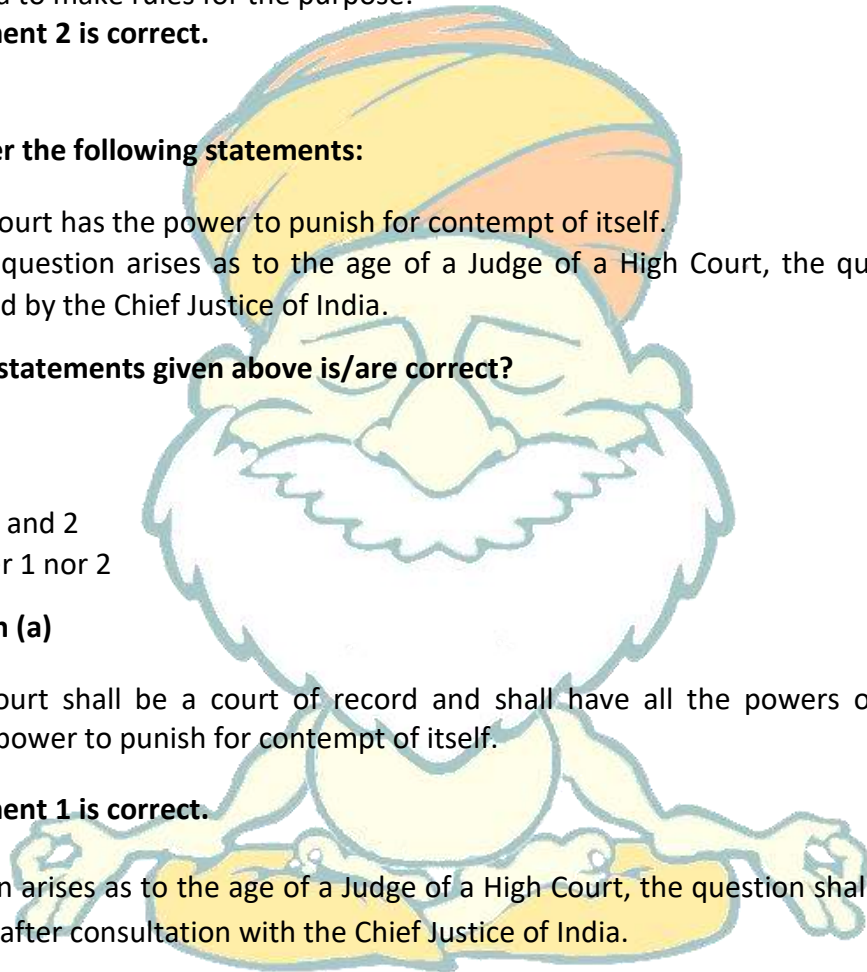 to make rules for the purpose.
ment 2 is correct.
er the following statements:
ourt has the power to punish for contempt of itself.
question arises as to the age of a Judge of a High Court, the qu
d by the Chief Justice of India.
statements given above is/are correct?
and 2
r 1 nor 2
n (a)
ourt shall be a court of record and shall have all the powers o
power to punish for contempt of itself.
ment 1 is correct.
n arises as to the age of a Judge of a High Court, the question shal
after consultation with the Chief Justice of India.